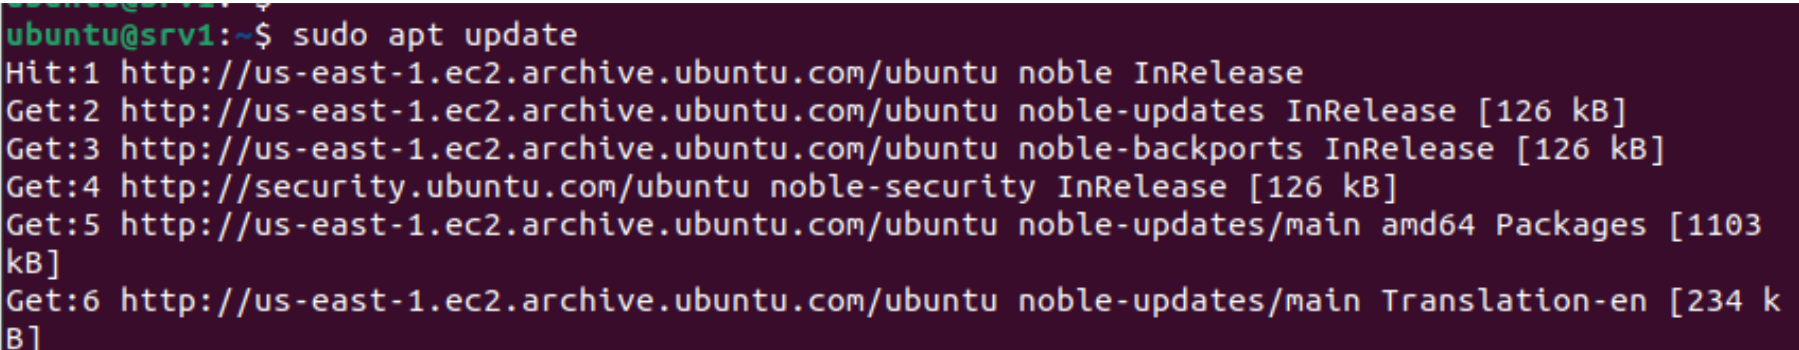 ubuntu@srv1:~$ sudo apt update
Hit:1 http://us-east-1.ec2.archive.ubuntu.com/ubuntu noble InRelease
Get:2 http://us-east-1.ec2.archive.ubuntu.com/ubuntu noble-updates InRelease [126 kB]
Get:3 http://us-east-1.ec2.archive.ubuntu.com/ubuntu noble-backports InRelease [126 kB]
Get:4 http://security.ubuntu.com/ubuntu noble-security InRelease [126 kB]
Get:5 http://us-east-1.ec2.archive.ubuntu.com/ubuntu noble-updates/main amd64 Packages [1103
kB]
Get:6 http://us-east-1.ec2.archive.ubuntu.com/ubuntu noble-updates/main Translation-en [234 k
B]